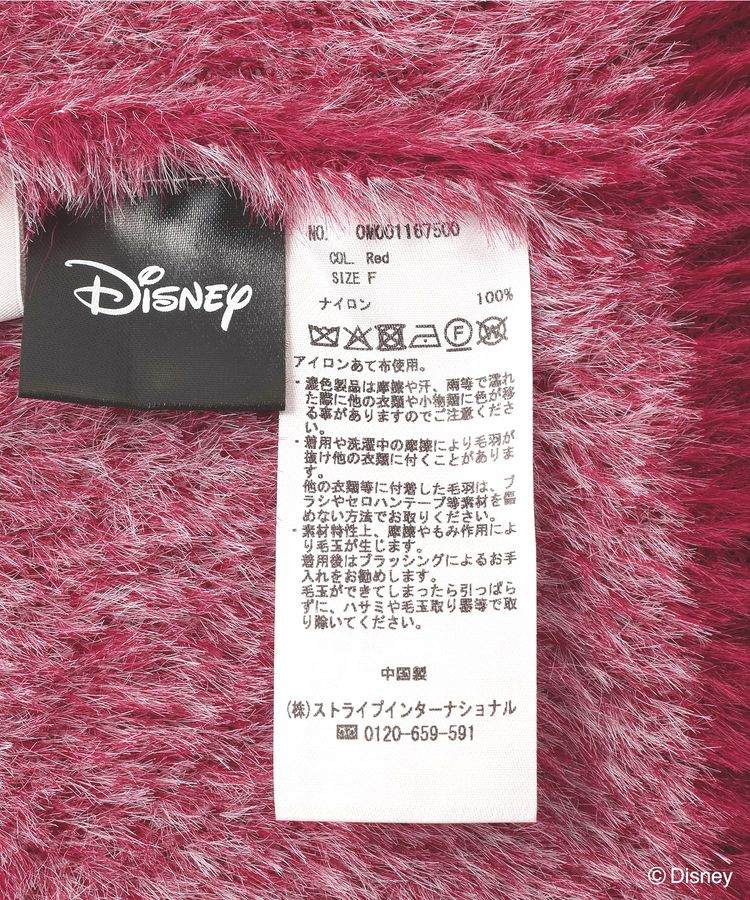 Disney
NO. OM001167500
COL. Red
SIZE F
ナイロン 100%
アイロンあて布使用。
・濃色製品は摩擦や汗、雨等で濡れ
た際に他の衣類や小物類に色が移
る事がありますのでご注意くださ
い。
・着用や洗濯中の摩擦により毛羽が
抜け他の衣類に付くことがありま
す。
他の衣類等に付着した毛羽は、ブ
ラシやセロハンテープ等素材を傷
めない方法でお取りください。
・素材特性上、摩擦やもみ作用によ
り毛玉が生じます。
着用後はブラッシングによるお手
入れをお勧めします。
毛玉ができてしまったら引っぱら
ずに、ハサミや毛玉取り器等で取
り除いてください。
中国製
(株)ストライプインターナショナル
0120-659-591
© Disney